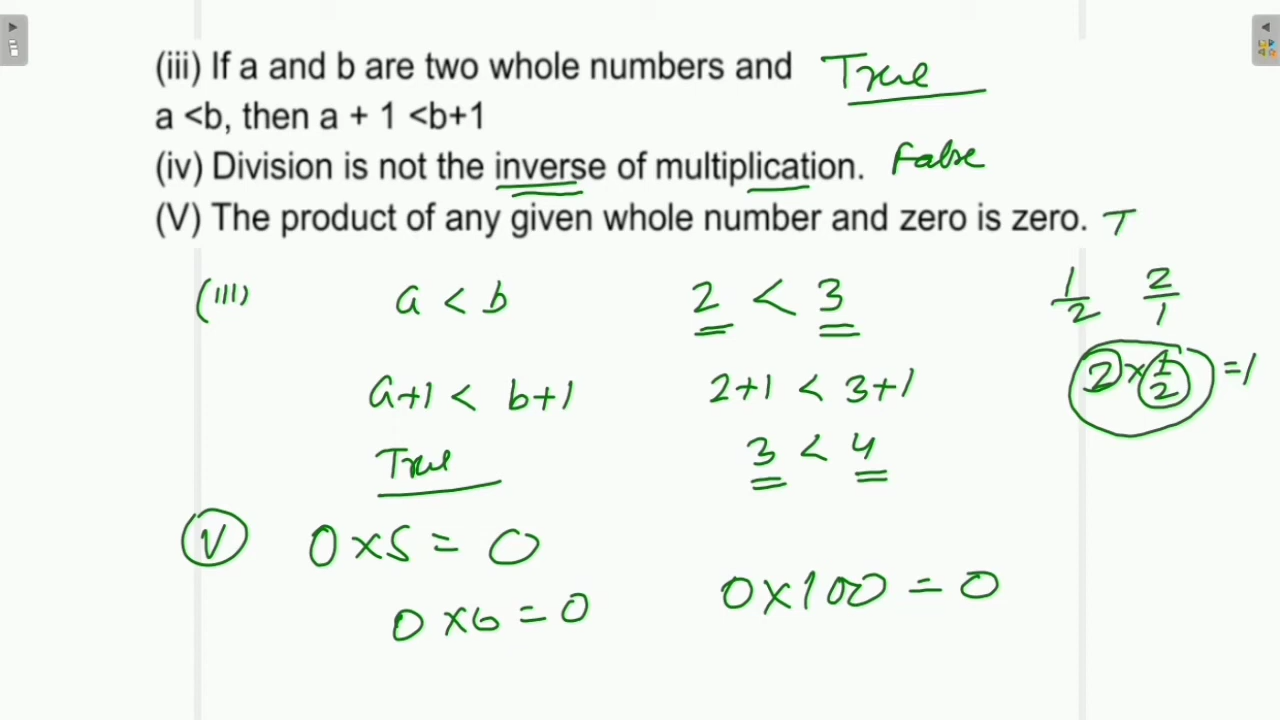 (iii) If a and b are two whole numbers and True
a <b, then a + 1 <b+1
(iv) Division is not the inverse of multiplication. False
(V) The product of any given whole number and zero is zero. T
(iii) a < b 2 < 3 1/2 2/1
2 × 1/2 = 1
a+1 < b+1 2+1 < 3+1
True 3 < 4
V 0×5 = 0
0×6 = 0 0×100 = 0